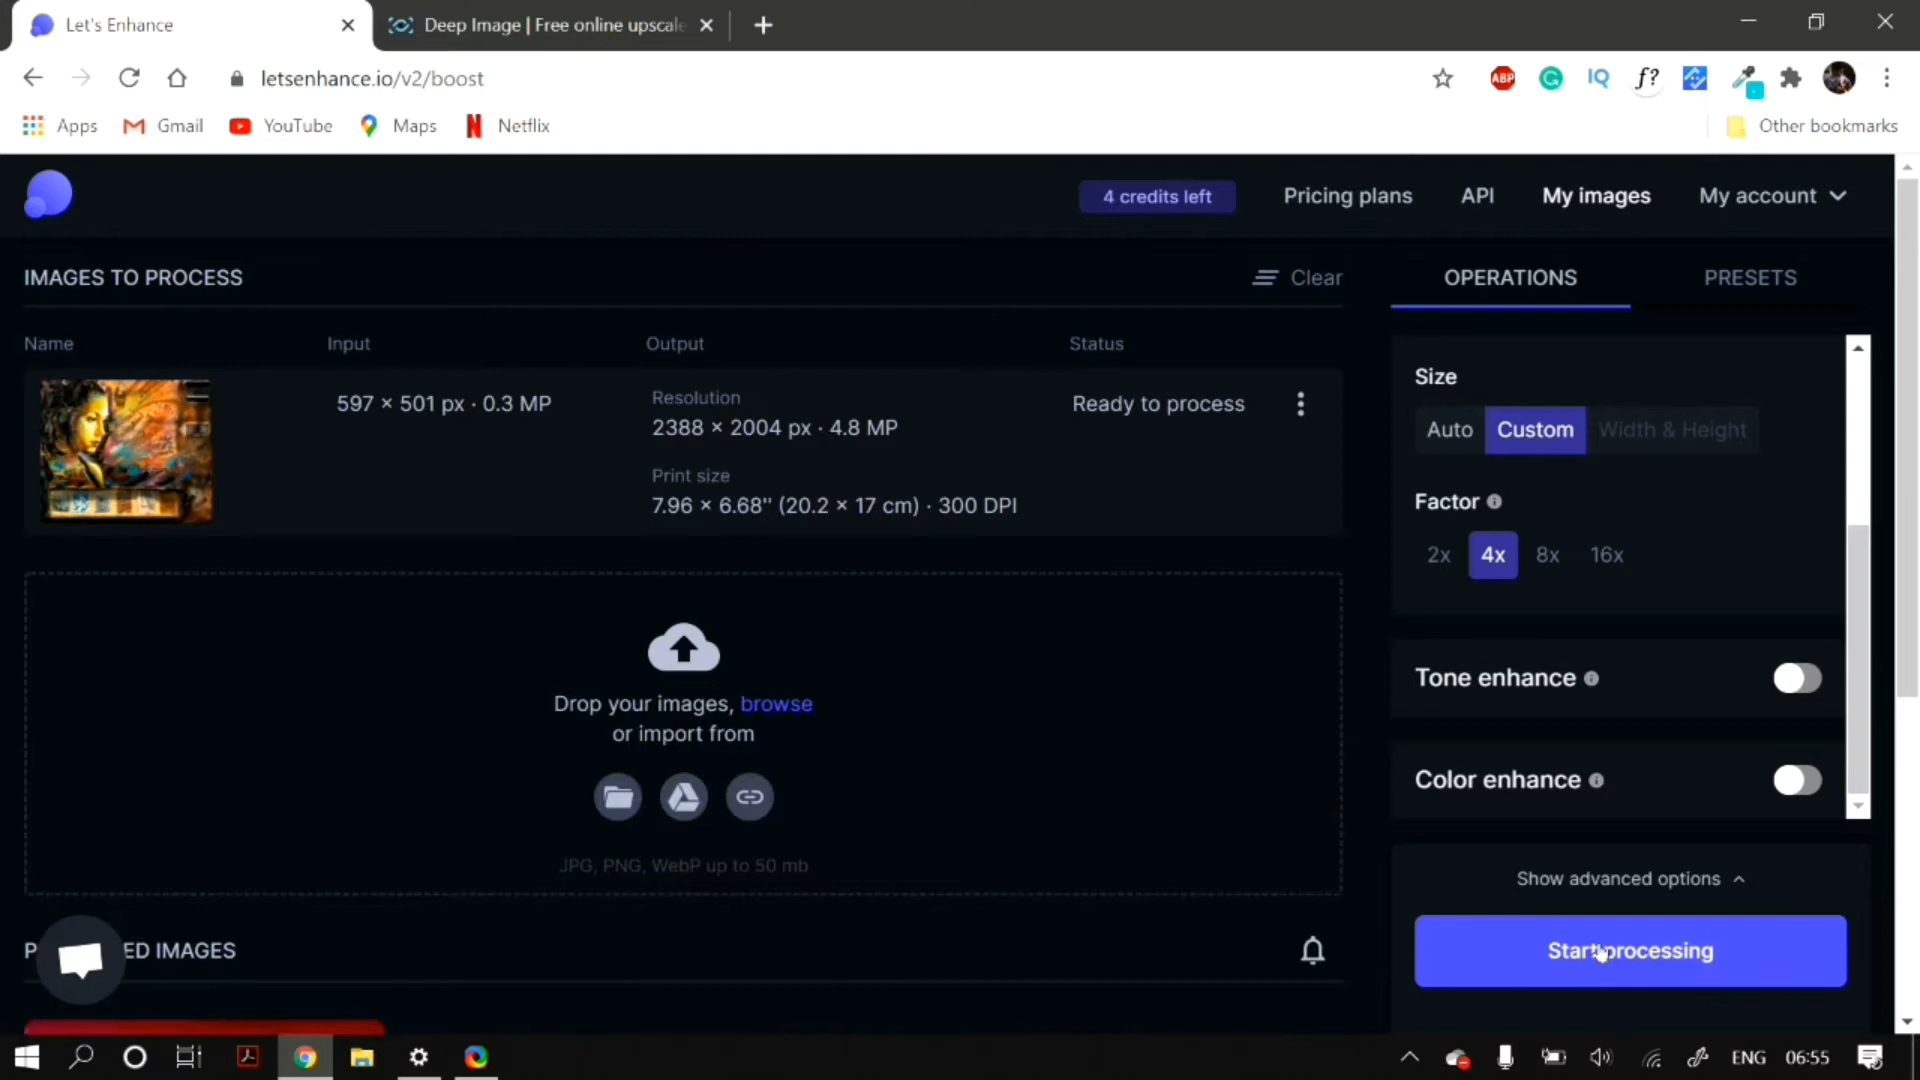 Let's Enhance
Deep Image | Free online upscale
letsenhance.io/v2/boost
ABP
IQ
f?
Apps
Gmail
YouTube
Maps
Netflix
Other bookmarks
4 credits left
Pricing plans
API
My images
My account
IMAGES TO PROCESS
Clear
OPERATIONS
PRESETS
Name
Input
Output
Status
597 × 501 px · 0.3 MP
Resolution
2388 × 2004 px · 4.8 MP
Print size
7.96 × 6.68'' (20.2 × 17 cm) · 300 DPI
Ready to process
Size
Auto
Custom
Width & Height
Factor
2x
4x
8x
16x
Tone enhance
Color enhance
Drop your images, browse
or import from
JPG, PNG, WebP up to 50 mb
Show advanced options
Start processing
P ED IMAGES
ENG
06:55